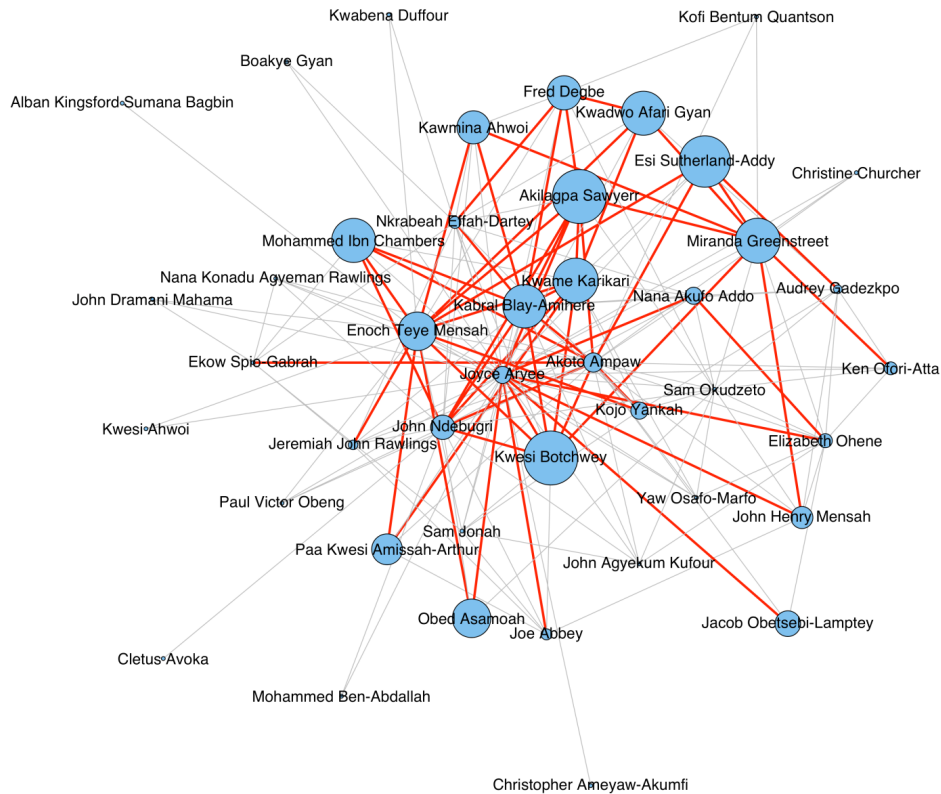 Kwabena Duffour
Kofi Bentum Quantson
Boakye Gyan
Fred Degbe
Alban Kingsford-Sumana Bagbin
Kwadwo Afari Gyan
Kawmina Ahwoi
Esi Sutherland-Addy
Christine Churcher
Akilagpa Sawyerr
Nkrabeah Effah-Dartey
Mohammed Ibn Chambers
Miranda Greenstreet
Nana Konadu Agyeman Rawlings
Kwame Karikari
Audrey Gadezkpo
Nana Akufo Addo
John Dramani Mahama
Kabral Blay-Amihere
Enoch Teye Mensah
Ekow Spio-Gabrah
Akoto Ampaw
Ken Ofori-Atta
Joyce Aryee
Sam Okudzeto
Kojo Yankah
John Ndebugri
Kwesi Ahwoi
Elizabeth Ohene
Jeremiah John Rawlings
Kwesi Botchwey
Yaw Osafo-Marfo
Paul Victor Obeng
John Henry Mensah
Sam Jonah
Paa Kwesi Amissah-Arthur
John Agyekum Kufour
Obed Asamoah
Jacob Obetsebi-Lamptey
Joe Abbey
Cletus Avoka
Mohammed Ben-Abdallah
Christopher Ameyaw-Akumfi